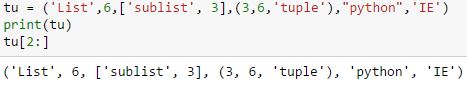 tu = ('List',6,['sublist', 3],(3,6,'tuple'),"python",'IE')
print(tu)
tu[2:]
('List', 6, ['sublist', 3], (3, 6, 'tuple'), 'python', 'IE')